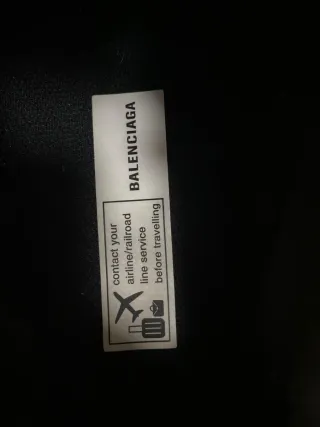 BALENCIAGA
contact your
airline/railroad
line service
before travelling